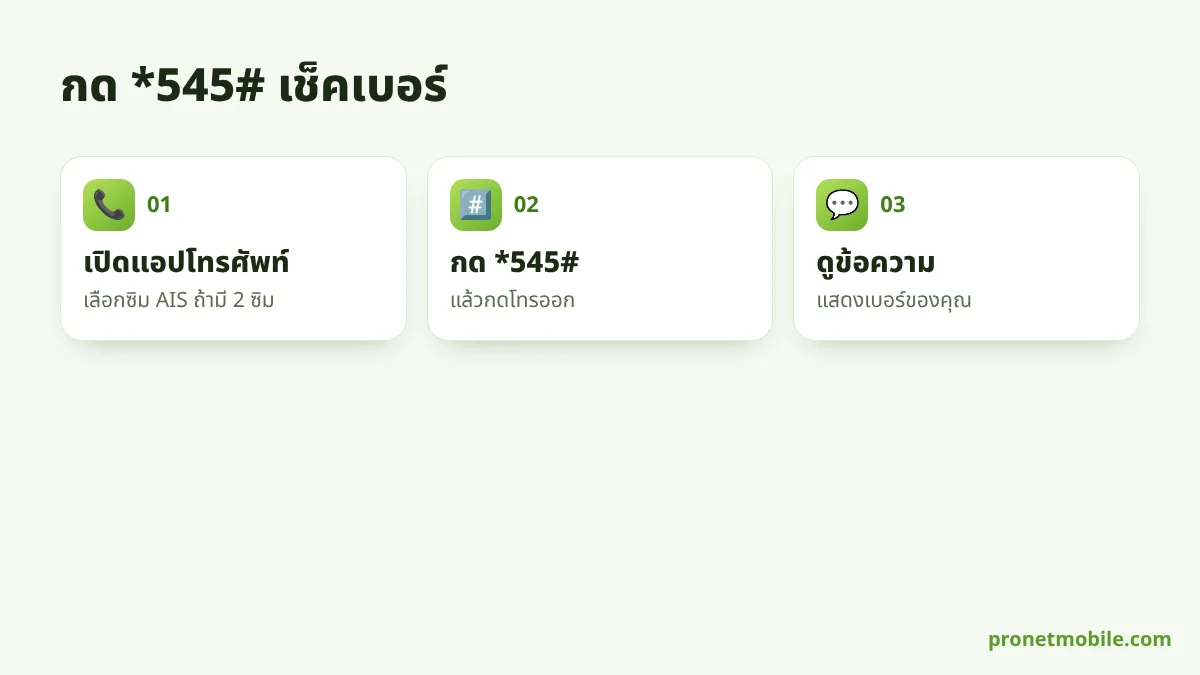 กด *545# เช็คเบอร์
01
เปิดแอปโทรศัพท์
เลือกซิม AIS ถ้ามี 2 ซิม
#
02
กด *545#
แล้วกดโทรออก
03
ดูข้อความ
แสดงเบอร์ของคุณ
pronetmobile.com